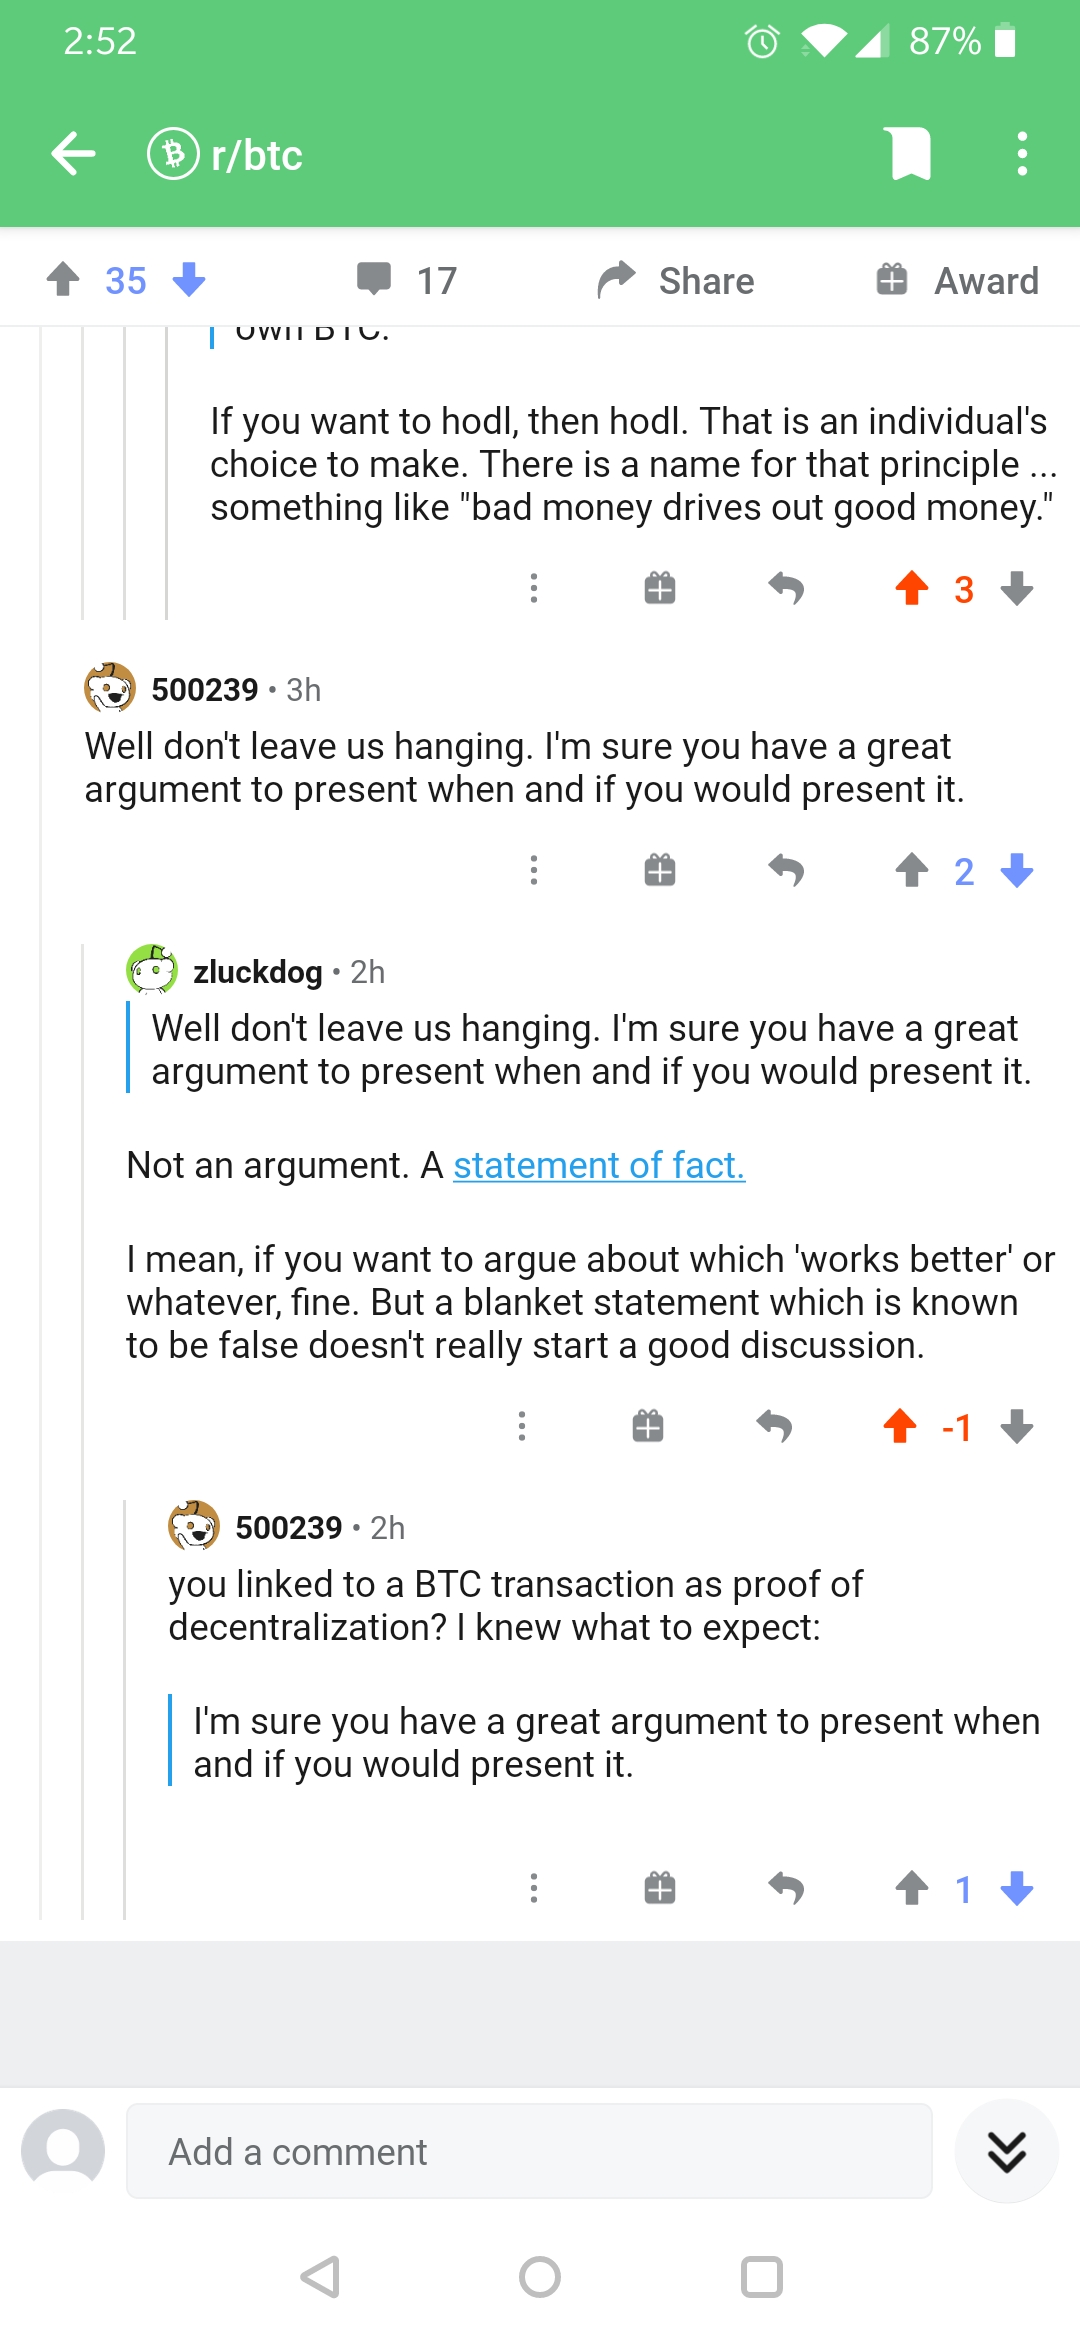 2:52
87%
r/btc
35
17
Share
Award
own BTC.
If you want to hodl, then hodl. That is an individual's
choice to make. There is a name for that principle ...
something like "bad money drives out good money."
3
500239 • 3h
Well don't leave us hanging. I'm sure you have a great
argument to present when and if you would present it.
2
zluckdog • 2h
Well don't leave us hanging. I'm sure you have a great
argument to present when and if you would present it.
Not an argument. A statement of fact.
I mean, if you want to argue about which 'works better' or
whatever, fine. But a blanket statement which is known
to be false doesn't really start a good discussion.
-1
500239 • 2h
you linked to a BTC transaction as proof of
decentralization? I knew what to expect:
I'm sure you have a great argument to present when
and if you would present it.
1
Add a comment